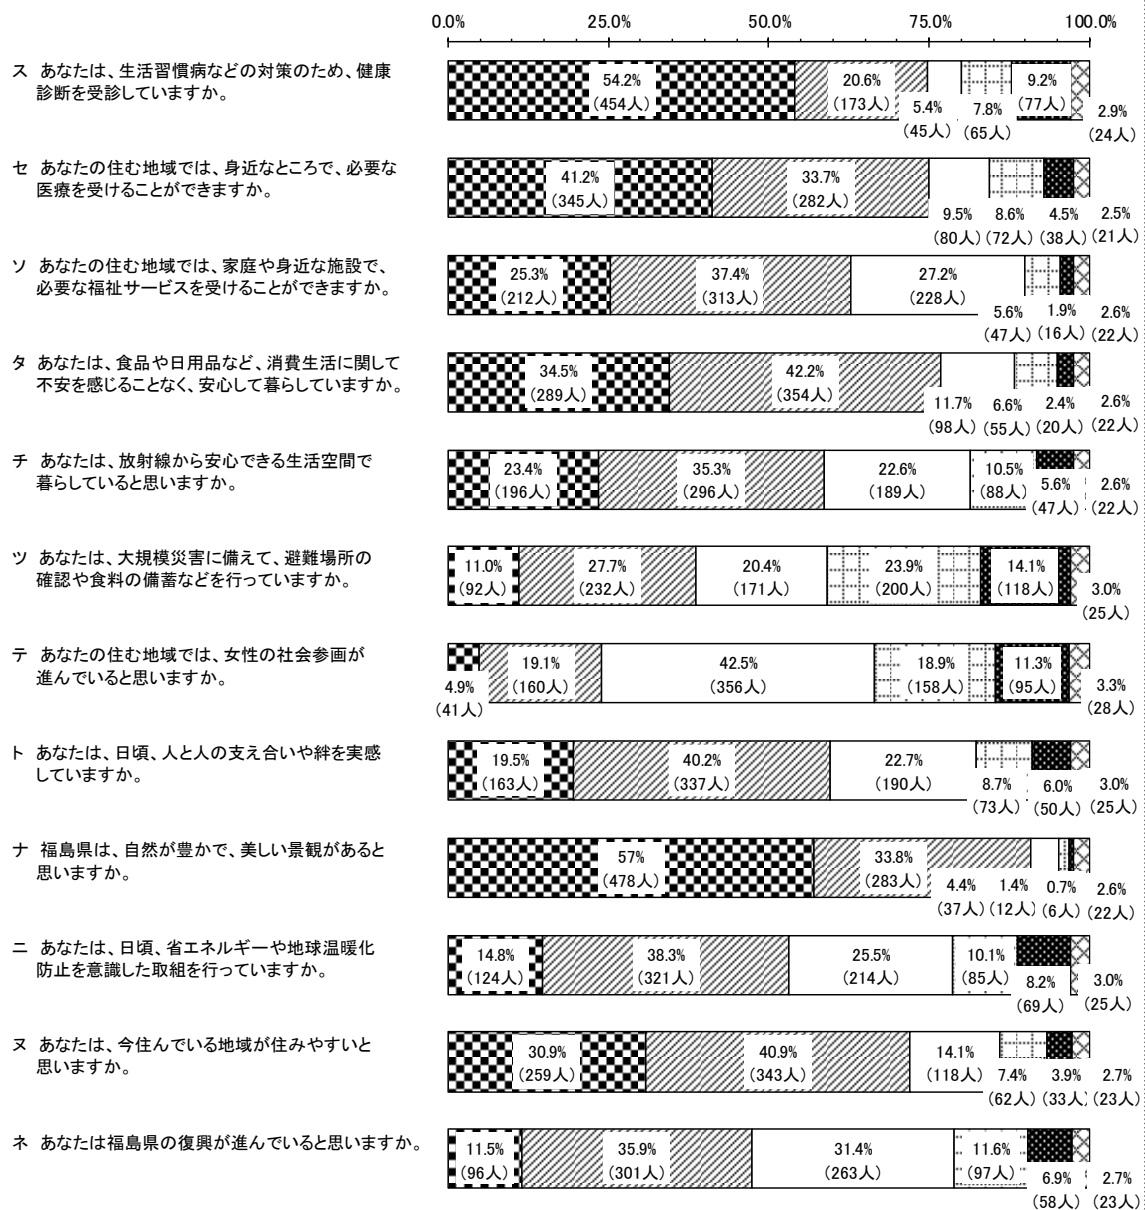 0.0% 25.0% 50.0% 75.0% 100.0%
ス あなたは、生活習慣病などの対策のため、健康
診断を受診していますか。
54.2% 20.6% 5.4% 7.8% 9.2% 2.9%
(454人) (173人) (45人) (65人) (77人) (24人)
セ あなたの住む地域では、身近なところで、必要な
医療を受けることができますか。
41.2% 33.7% 9.5% 8.6% 4.5% 2.5%
(345人) (282人) (80人) (72人) (38人) (21人)
ソ あなたの住む地域では、家庭や身近な施設で、
必要な福祉サービスを受けることができますか。
25.3% 37.4% 27.2% 5.6% 1.9% 2.6%
(212人) (313人) (228人) (47人) (16人) (22人)
タ あなたは、食品や日用品など、消費生活に関して
不安を感じることなく、安心して暮らしていますか。
34.5% 42.2% 11.7% 6.6% 2.4% 2.6%
(289人) (354人) (98人) (55人) (20人) (22人)
チ あなたは、放射線から安心できる生活空間で
暮らしていると思いますか。
23.4% 35.3% 22.6% 10.5% 5.6% 2.6%
(196人) (296人) (189人) (88人) (47人) (22人)
ツ あなたは、大規模災害に備えて、避難場所の
確認や食料の備蓄などを行っていますか。
11.0% 27.7% 20.4% 23.9% 14.1% 3.0%
(92人) (232人) (171人) (200人) (118人) (25人)
テ あなたの住む地域では、女性の社会参画が
進んでいると思いますか。
4.9% 19.1% 42.5% 18.9% 11.3% 3.3%
(41人) (160人) (356人) (158人) (95人) (28人)
ト あなたは、日頃、人と人の支え合いや絆を実感
していますか。
19.5% 40.2% 22.7% 8.7% 6.0% 3.0%
(163人) (337人) (190人) (73人) (50人) (25人)
ナ 福島県は、自然が豊かで、美しい景観があると
思いますか。
57% 33.8% 4.4% 1.4% 0.7% 2.6%
(478人) (283人) (37人) (12人) (6人) (22人)
ニ あなたは、日頃、省エネルギーや地球温暖化
防止を意識した取組を行っていますか。
14.8% 38.3% 25.5% 10.1% 8.2% 3.0%
(124人) (321人) (214人) (85人) (69人) (25人)
ヌ あなたは、今住んでいる地域が住みやすいと
思いますか。
30.9% 40.9% 14.1% 7.4% 3.9% 2.7%
(259人) (343人) (118人) (62人) (33人) (23人)
ネ あなたは福島県の復興が進んでいると思いますか。
11.5% 35.9% 31.4% 11.6% 6.9% 2.7%
(96人) (301人) (263人) (97人) (58人) (23人)